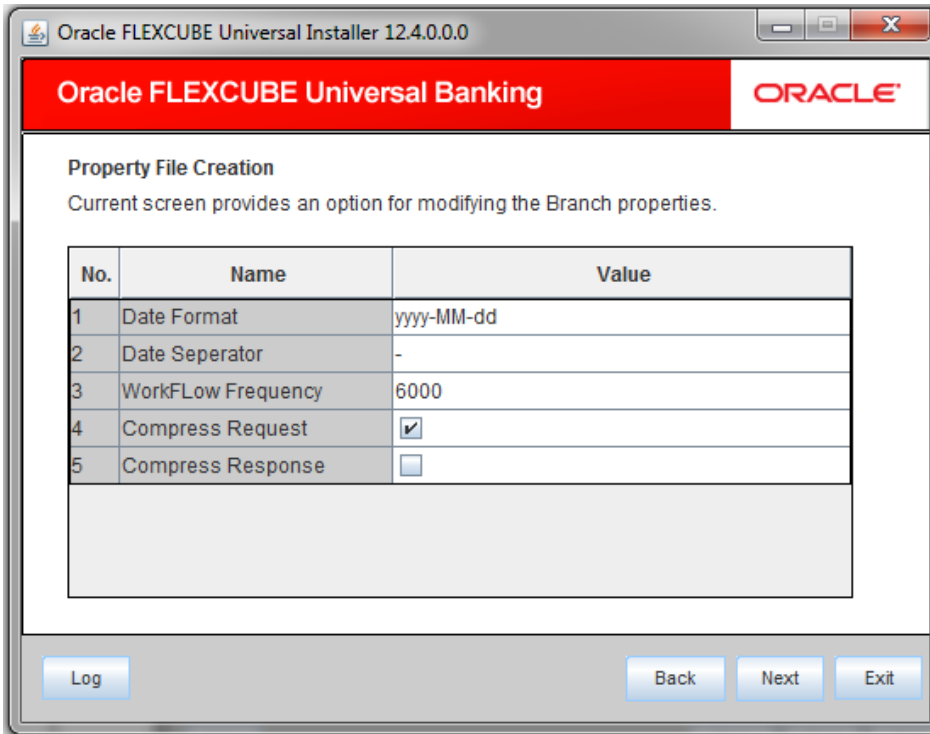 Oracle FLEXCUBE Universal Installer 12.4.0.0.0
Oracle FLEXCUBE Universal Banking
ORACLE
Property File Creation
Current screen provides an option for modifying the Branch properties.
No. Name Value
1 Date Format yyyy-MM-dd
2 Date Seperator -
3 WorkFLow Frequency 6000
4 Compress Request
5 Compress Response
Log Back Next Exit